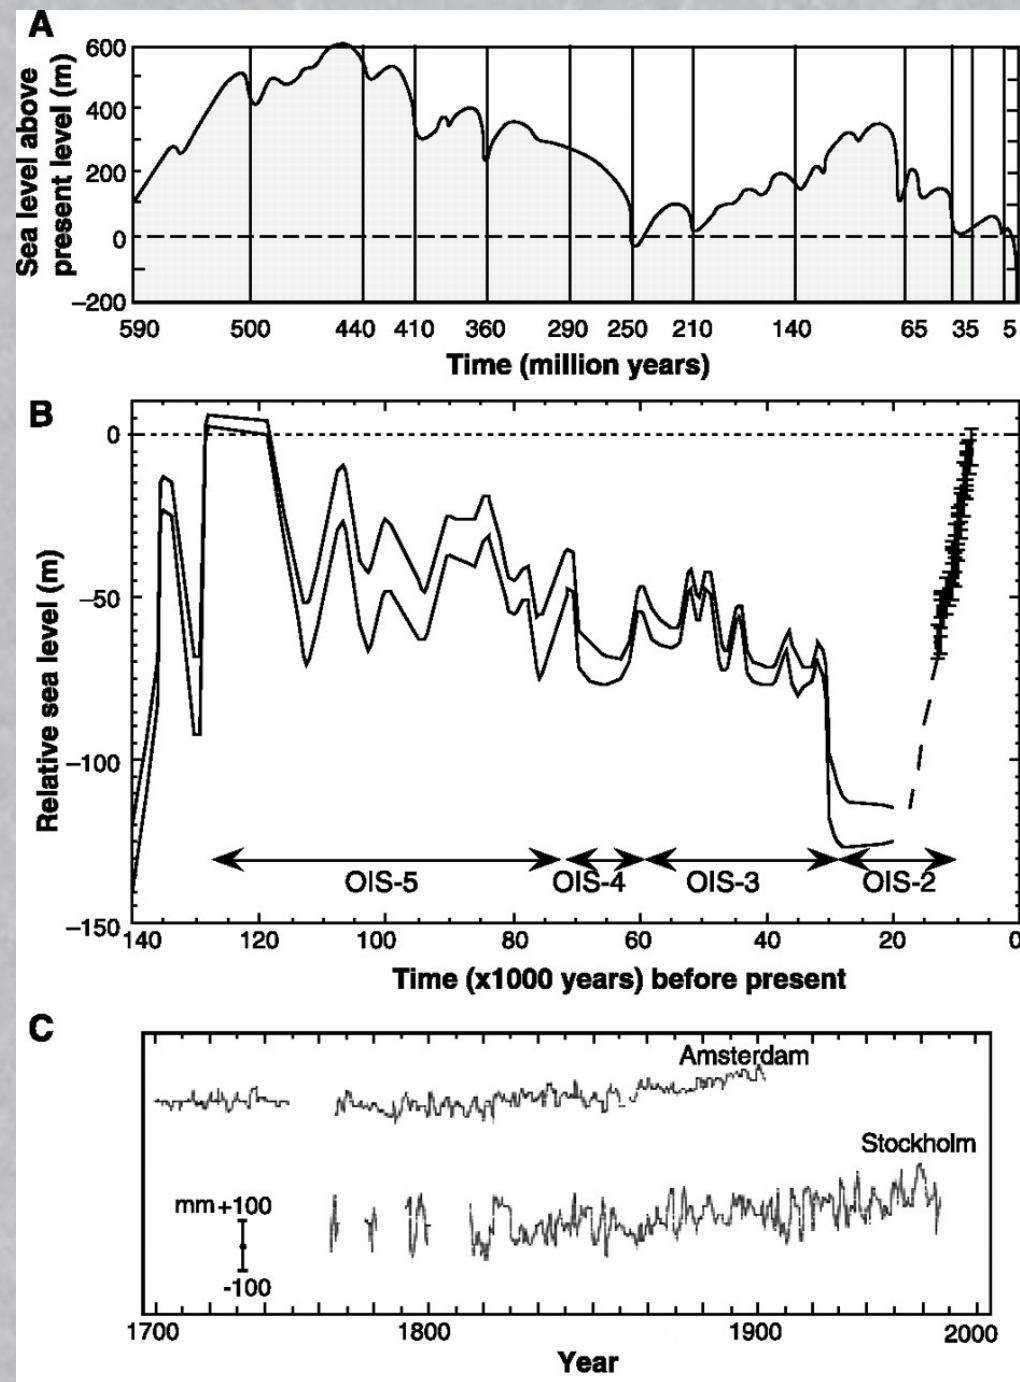 A
Sea level above
present level (m)
600
400
200
0
–200
590 500 440 410 360 290 250 210 140 65 35 5
Time (million years)
B
Relative sea level (m)
0
–50
–100
–150
OIS-5 OIS-4 OIS-3 OIS-2
140 120 100 80 60 40 20 0
Time (x1000 years) before present
C
Amsterdam
Stockholm
mm +100
-100
1700 1800 1900 2000
Year